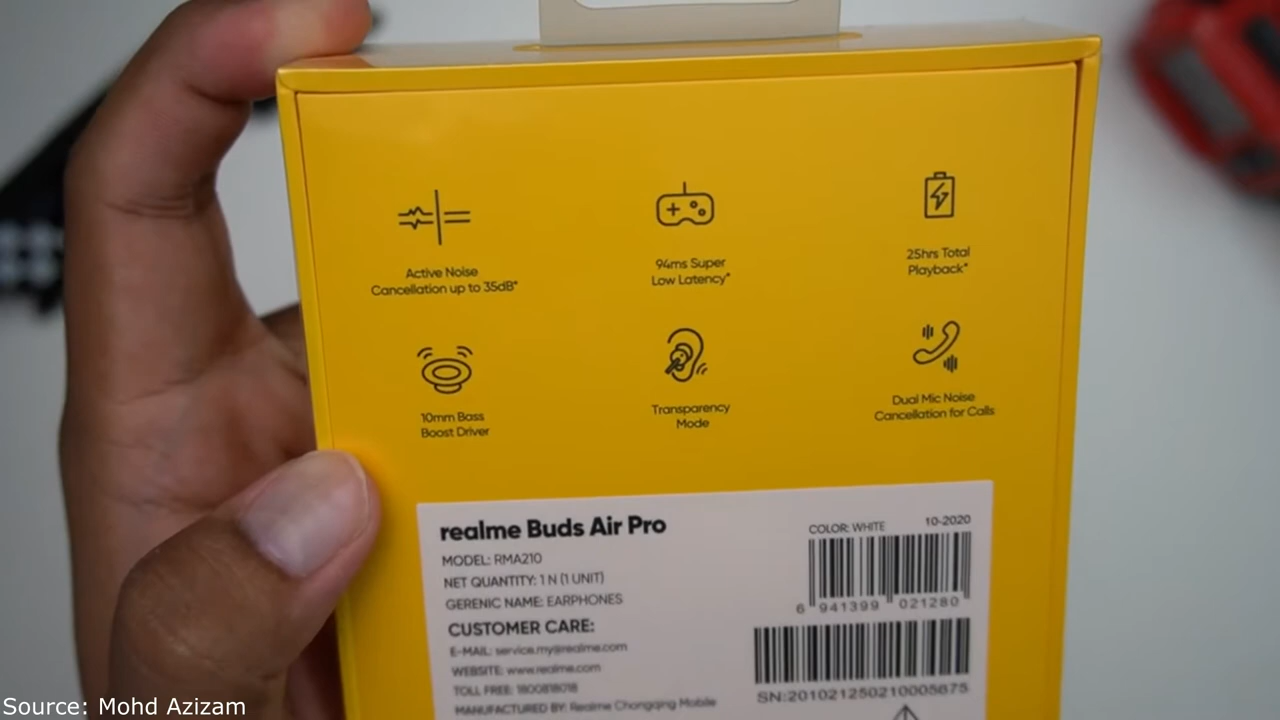 Active Noise
Cancellation up to 35dB*
94ms Super
Low Latency*
25hrs Total
Playback*
10mm Bass
Boost Driver
Transparency
Mode
Dual Mic Noise
Cancellation for Calls
realme Buds Air Pro
MODEL: RMA210
NET QUANTITY: 1 N (1 UNIT)
GERENIC NAME: EARPHONES
CUSTOMER CARE:
E-MAIL: service.my@realme.com
WEBSITE: www.realme.com
TOLL FREE: 1800818018
MANUFACTURED BY: Realme Chongqing Mobile
COLOR: WHITE 10-2020
6 941399 021280
SN:201021250210005675
Source: Mohd Azizam